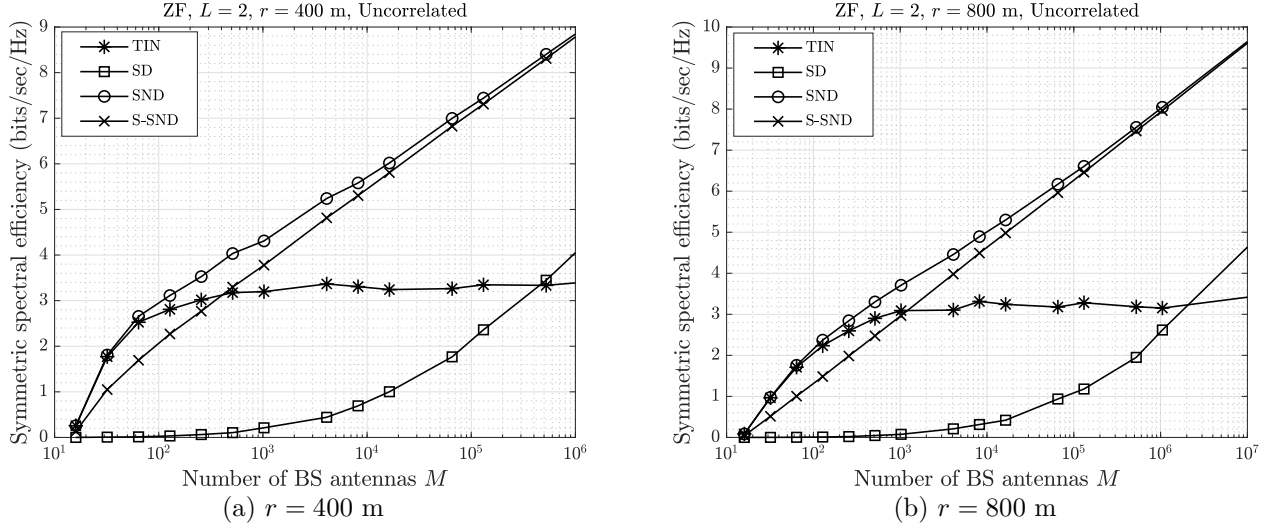 ZF, L = 2, r = 400 m, Uncorrelated
Symmetric spectral efficiency (bits/sec/Hz)
9
8
7
6
5
4
3
2
1
0
TIN
SD
SND
S-SND
10^1
10^2
10^3
10^4
10^5
10^6
Number of BS antennas M
(a) r = 400 m
ZF, L = 2, r = 800 m, Uncorrelated
Symmetric spectral efficiency (bits/sec/Hz)
10
9
8
7
6
5
4
3
2
1
0
TIN
SD
SND
S-SND
10^1
10^2
10^3
10^4
10^5
10^6
10^7
Number of BS antennas M
(b) r = 800 m